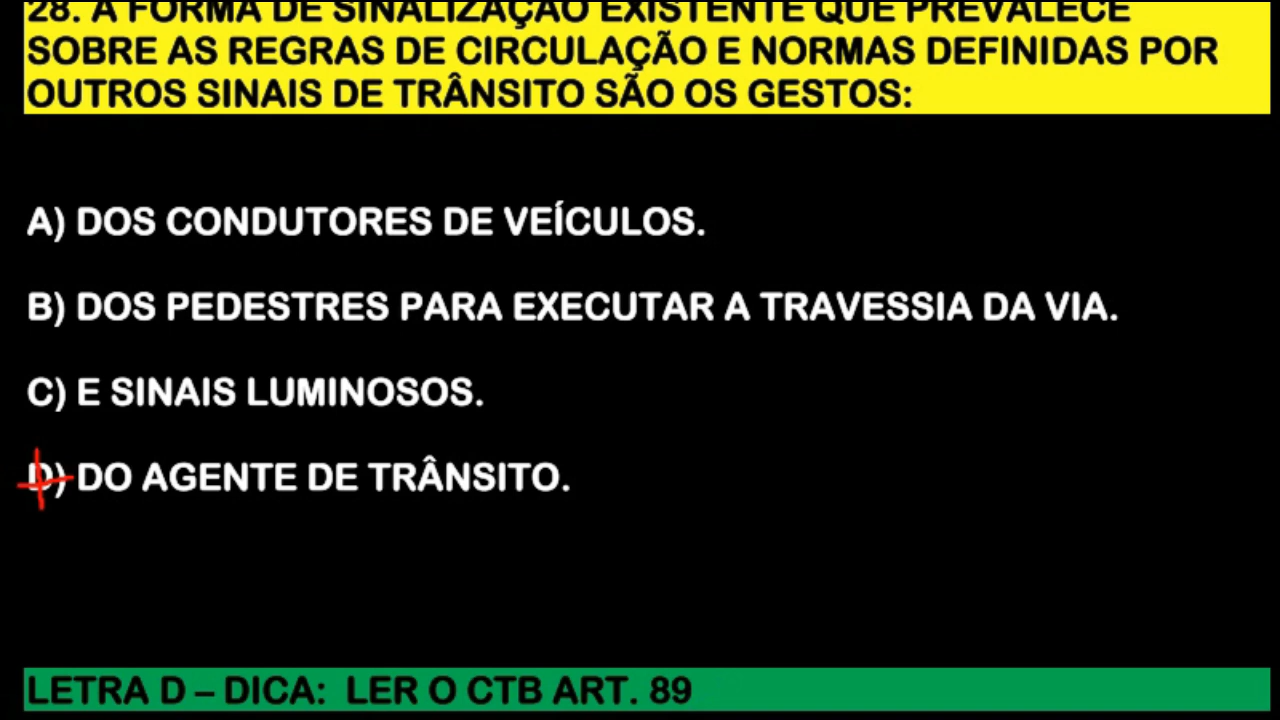 28. A FORMA DE SINALIZAÇÃO EXISTENTE QUE PREVALECE
SOBRE AS REGRAS DE CIRCULAÇÃO E NORMAS DEFINIDAS POR
OUTROS SINAIS DE TRÂNSITO SÃO OS GESTOS:
A) DOS CONDUTORES DE VEÍCULOS.
B) DOS PEDESTRES PARA EXECUTAR A TRAVESSIA DA VIA.
C) E SINAIS LUMINOSOS.
D) DO AGENTE DE TRÂNSITO.
LETRA D – DICA: LER O CTB ART. 89